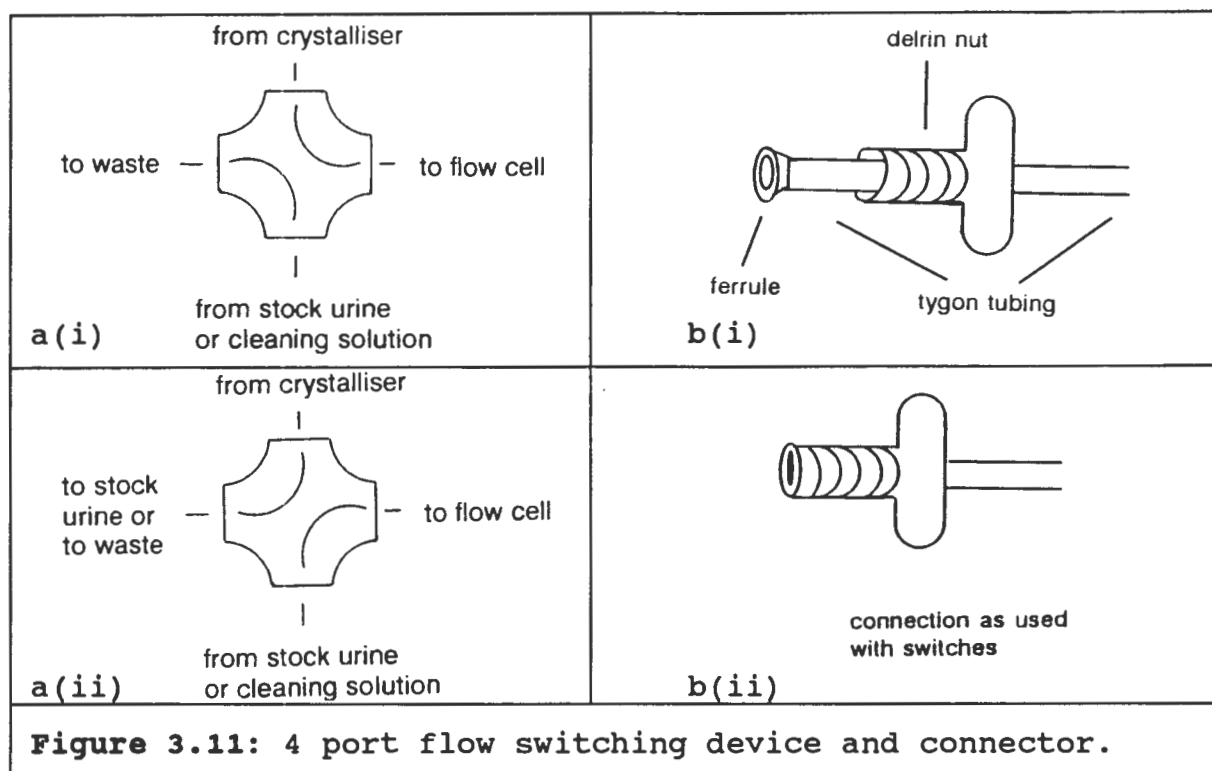 from crystalliser
to waste
to flow cell
from stock urine
or cleaning solution
a(i)
delrin nut
ferrule
tygon tubing
b(i)
from crystalliser
to stock
urine or
to waste
to flow cell
from stock urine
or cleaning solution
a(ii)
connection as used
with switches
b(ii)
Figure 3.11: 4 port flow switching device and connector.